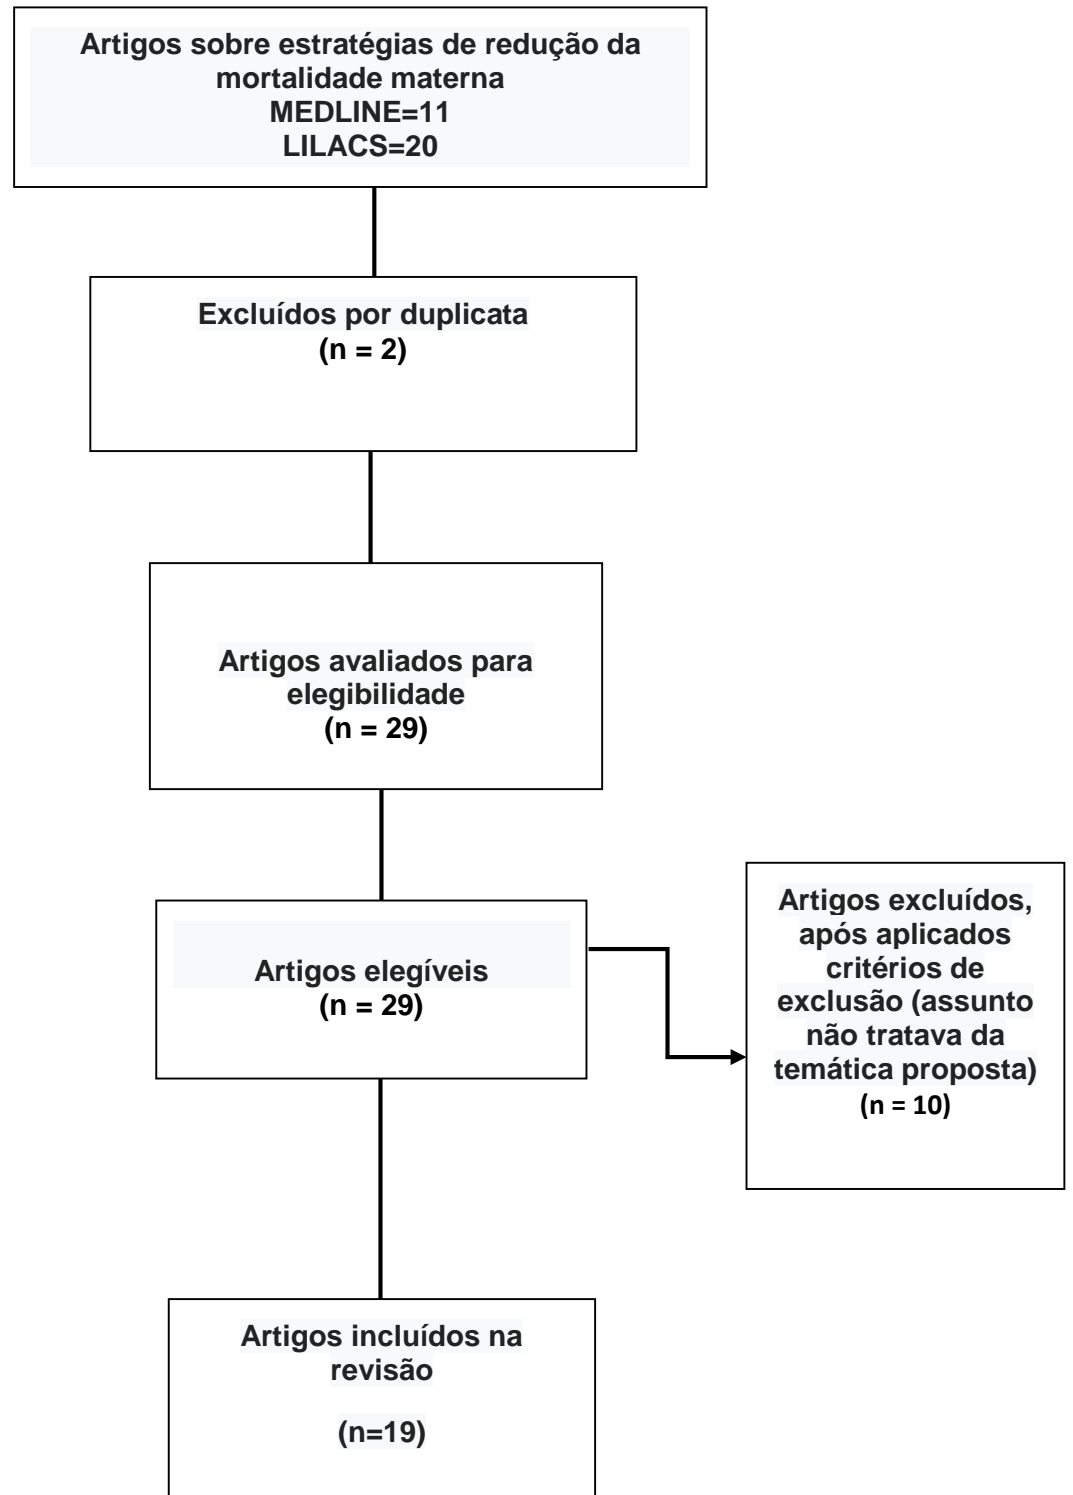 Artigos sobre estratégias de redução da
mortalidade materna
MEDLINE=11
LILACS=20
Excluídos por duplicata
(n = 2)
Artigos avaliados para
elegibilidade
(n = 29)
Artigos elegíveis
(n = 29)
Artigos excluídos,
após aplicados
critérios de
exclusão (assunto
não tratava da
temática proposta)
(n = 10)
Artigos incluídos na
revisão
(n=19)